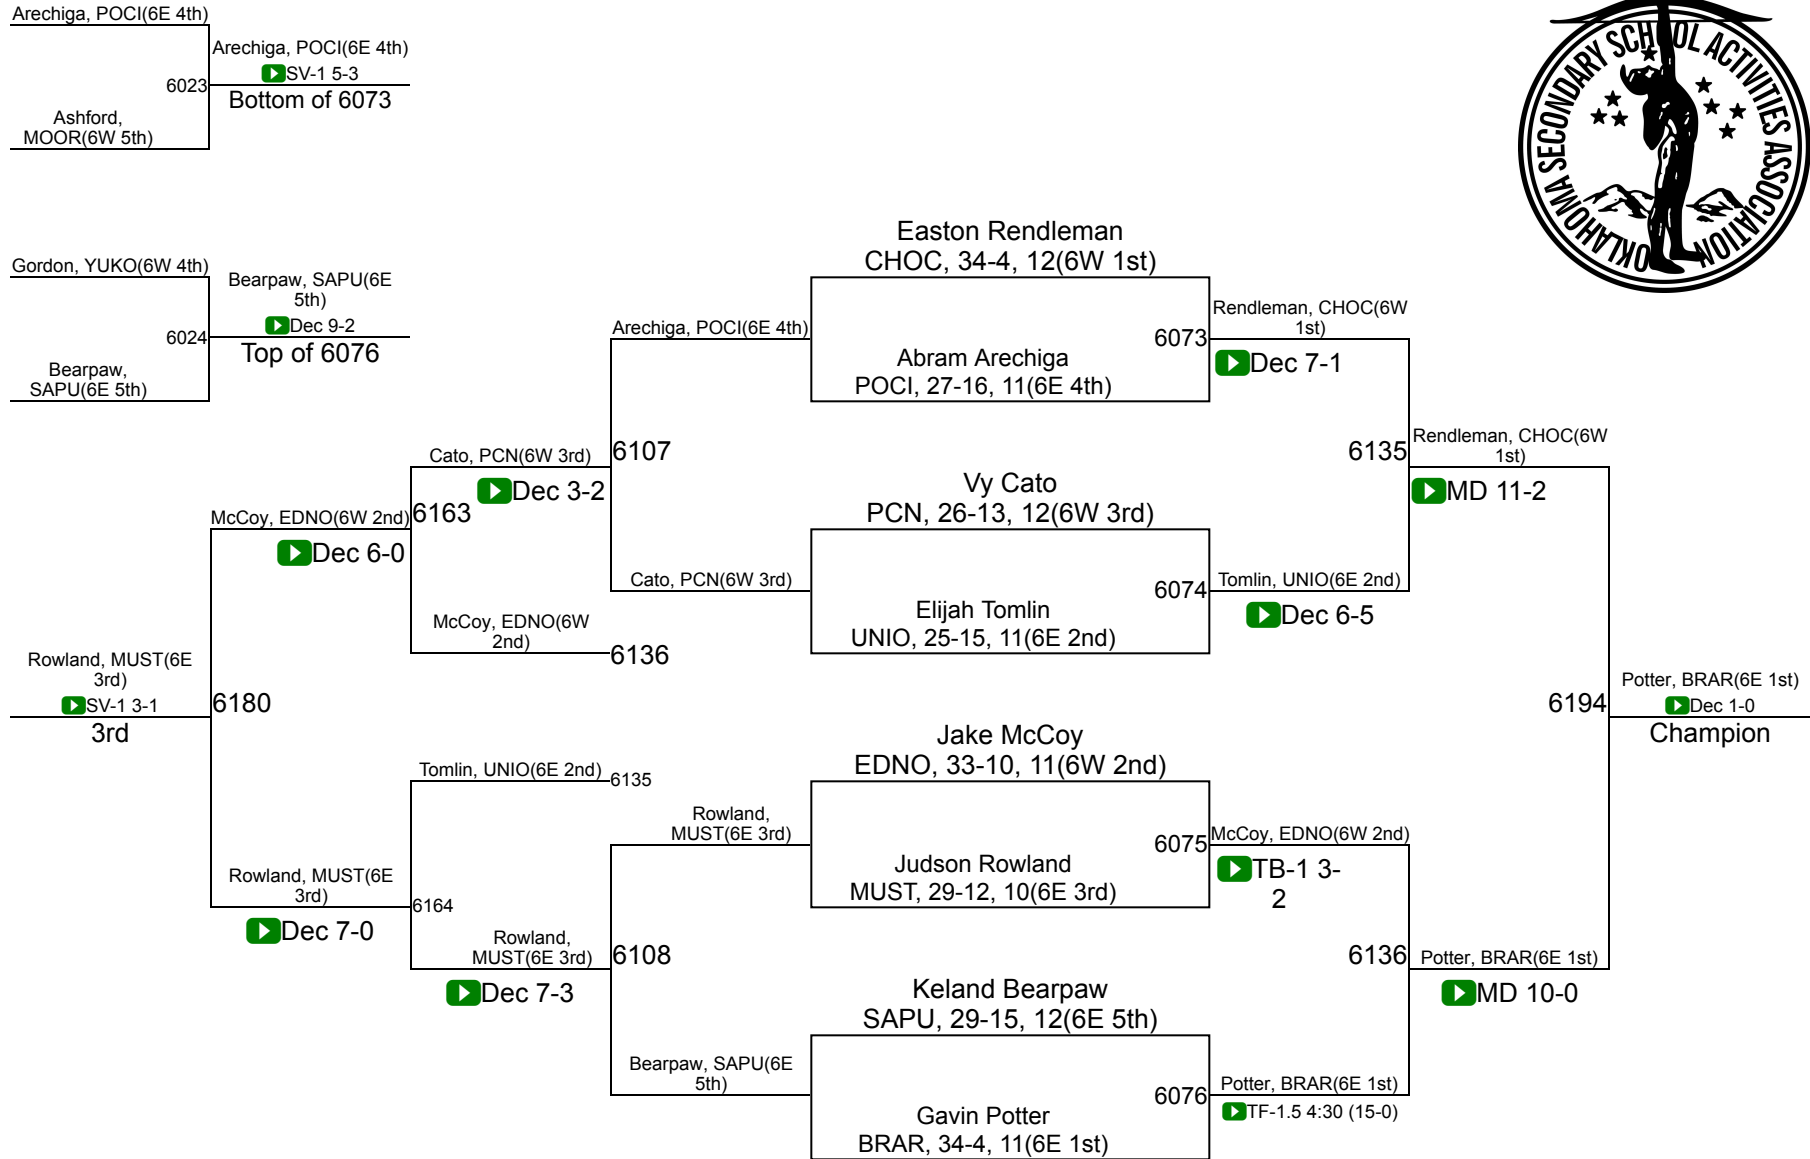 Arechiga, POCI(6E 4th)
Arechiga, POCI(6E 4th)
SV-1 5-3
6023
Bottom of 6073
Ashford,
MOOR(6W 5th)
OKLAHOMA SECONDARY SCHOOL ACTIVITIES ASSOCIATION
Gordon, YUKO(6W 4th)
Bearpaw, SAPU(6E
5th)
Dec 9-2
6024
Top of 6076
Bearpaw,
SAPU(6E 5th)
Easton Rendleman
CHOC, 34-4, 12(6W 1st)
Arechiga, POCI(6E 4th)
6073
Rendleman, CHOC(6W
1st)
Dec 7-1
Abram Arechiga
POCI, 27-16, 11(6E 4th)
Cato, PCN(6W 3rd)
6107
Dec 3-2
6135
Rendleman, CHOC(6W
1st)
MD 11-2
Vy Cato
PCN, 26-13, 12(6W 3rd)
McCoy, EDNO(6W 2nd)
6163
Dec 6-0
Cato, PCN(6W 3rd)
6074
Tomlin, UNIO(6E 2nd)
Dec 6-5
Elijah Tomlin
UNIO, 25-15, 11(6E 2nd)
McCoy, EDNO(6W
2nd)
6136
Rowland, MUST(6E
3rd)
SV-1 3-1
3rd
6180
6194
Potter, BRAR(6E 1st)
Dec 1-0
Champion
Jake McCoy
EDNO, 33-10, 11(6W 2nd)
Tomlin, UNIO(6E 2nd)
6135
Rowland,
MUST(6E 3rd)
6075
McCoy, EDNO(6W 2nd)
TB-1 3-
2
Judson Rowland
MUST, 29-12, 10(6E 3rd)
Rowland, MUST(6E
3rd)
6164
Dec 7-0
Rowland,
MUST(6E 3rd)
6108
Dec 7-3
6136
Potter, BRAR(6E 1st)
MD 10-0
Keland Bearpaw
SAPU, 29-15, 12(6E 5th)
Bearpaw, SAPU(6E
5th)
6076
Potter, BRAR(6E 1st)
TF-1.5 4:30 (15-0)
Gavin Potter
BRAR, 34-4, 11(6E 1st)